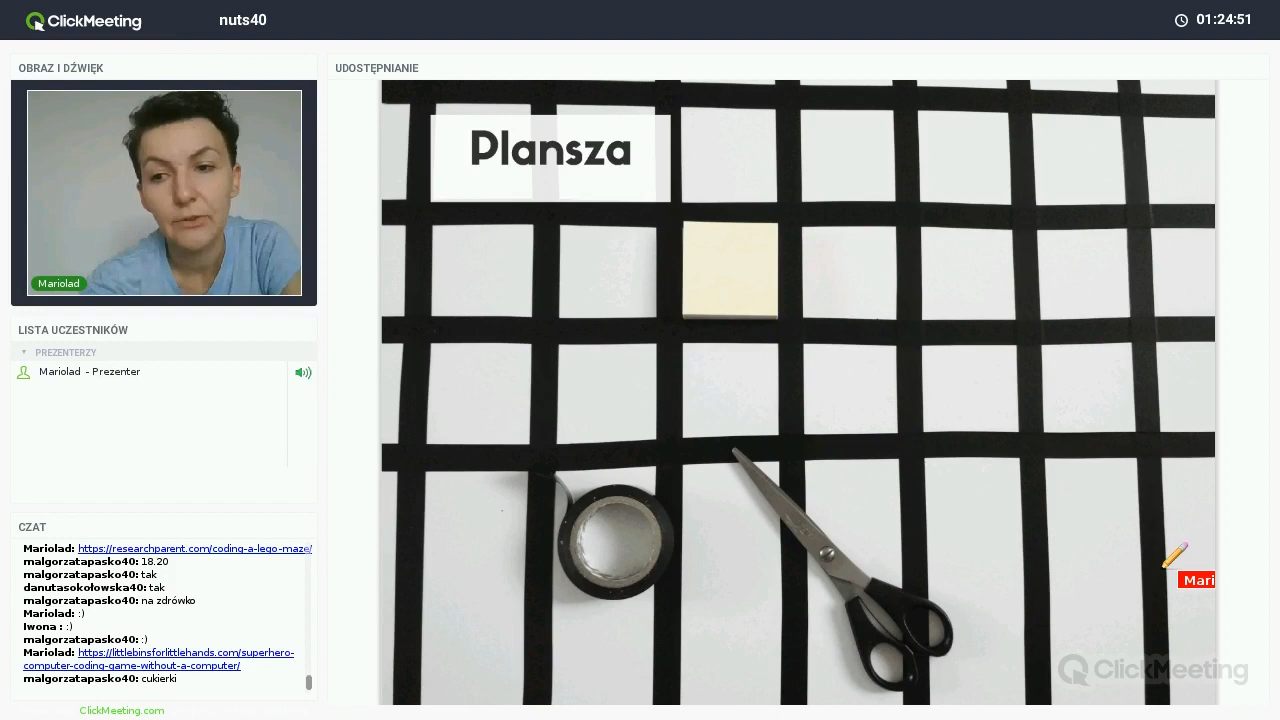 ClickMeeting
nuts40
01:24:51
OBRAZ I DŹWIĘK
Mariolad
LISTA UCZESTNIKÓW
PREZENTERZY
Mariolad - Prezenter
CZAT
Mariolad: https://researchparent.com/coding-a-lego-maze/
malgorzatapasko40: 18.20
malgorzatapasko40: tak
danutasokołowska40: tak
malgorzatapasko40: na zdrówko
Mariolad: :)
Iwona : :)
malgorzatapasko40: :)
Mariolad: https://littlebinsforlittlehands.com/superhero-
computer-coding-game-without-a-computer/
malgorzatapasko40: cukierki
ClickMeeting.com
UDOSTĘPNIANIE
Plansza
Mari
ClickMeeting